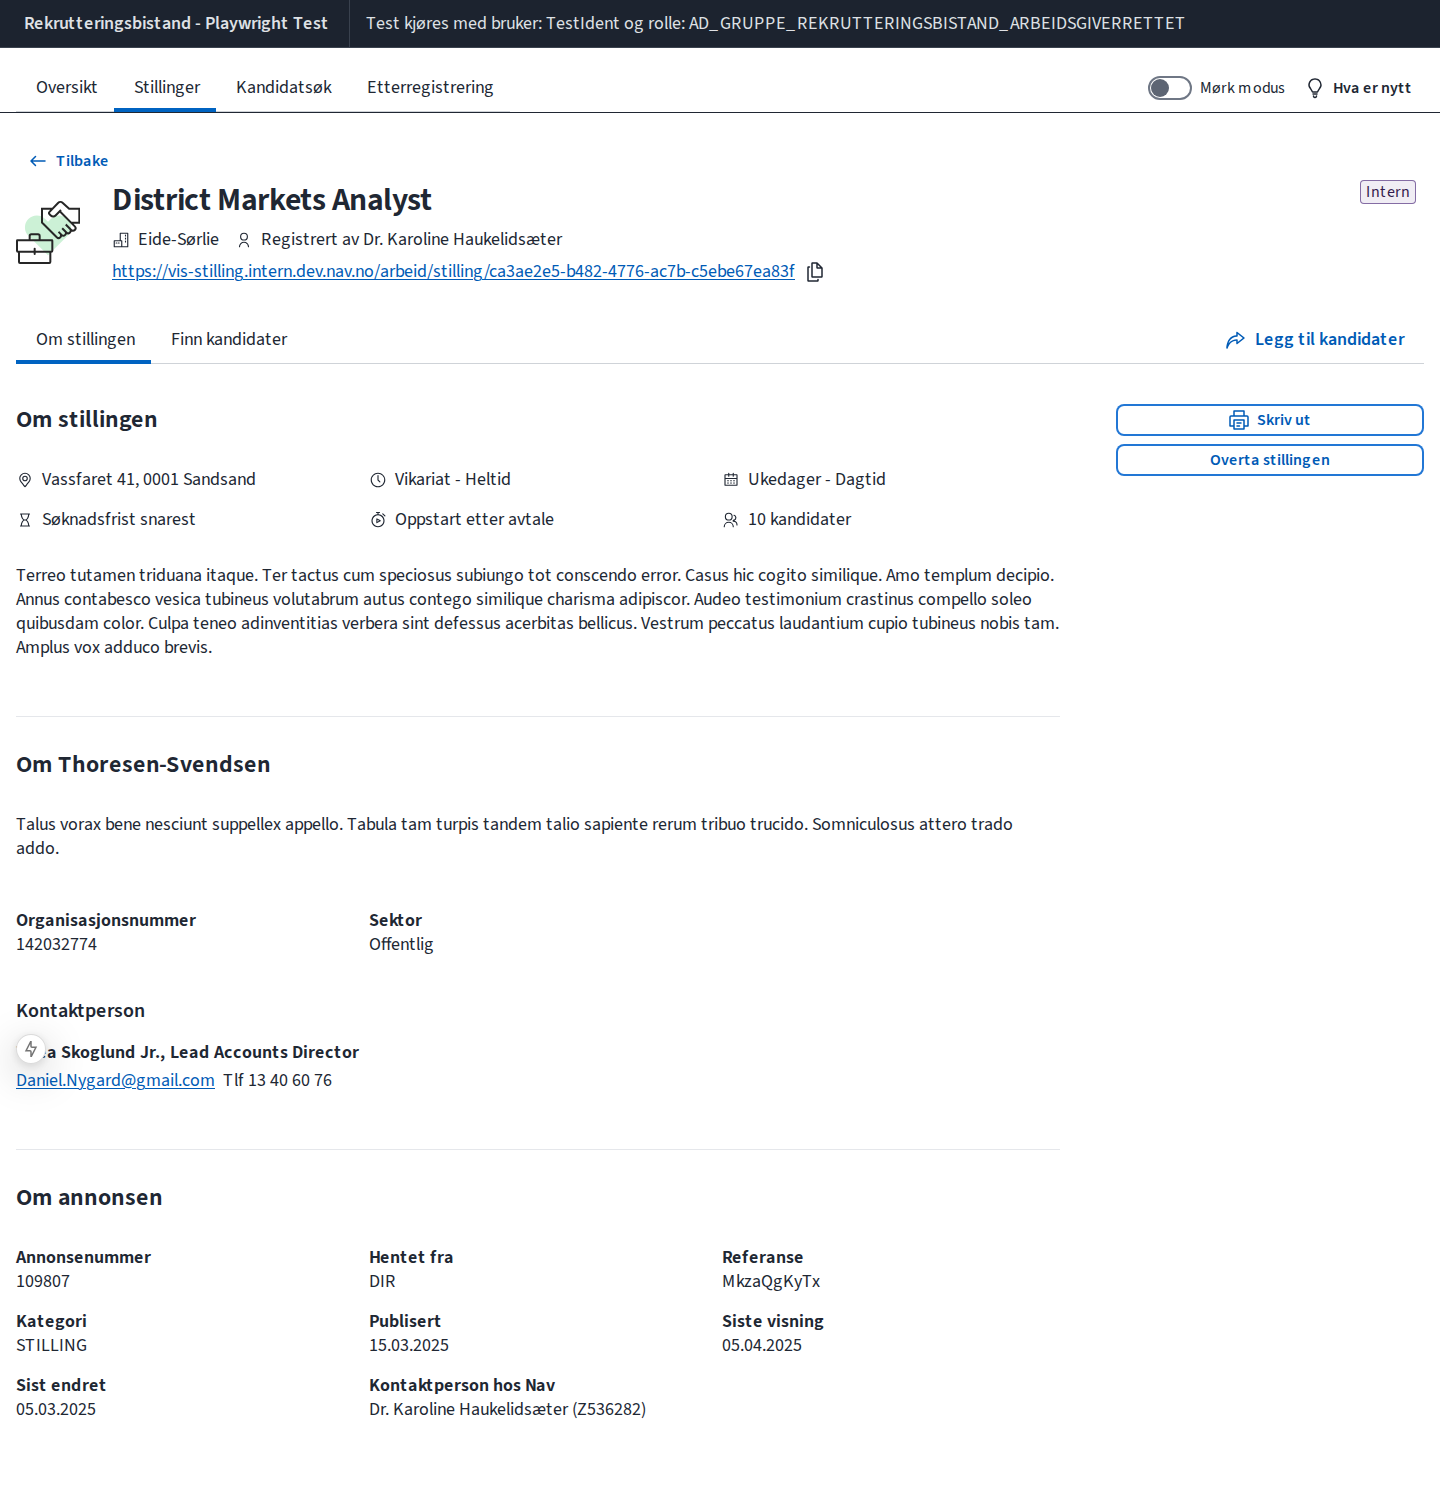 Rekrutteringsbistand - Playwright Test
Test kjøres med bruker: TestIdent og rolle: AD_GRUPPE_REKRUTTERINGSBISTAND_ARBEIDSGIVERRETTET
Oversikt
Stillinger
Kandidatsøk
Etterregistrering
Mørk modus
Hva er nytt
Tilbake
District Markets Analyst
Intern
Eide-Sørlie
Registrert av Dr. Karoline Haukelidsæter
https://vis-stilling.intern.dev.nav.no/arbeid/stilling/ca3ae2e5-b482-4776-ac7b-c5ebe67ea83f
Om stillingen
Finn kandidater
Legg til kandidater
Om stillingen
Skriv ut
Overta stillingen
Vassfaret 41, 0001 Sandsand
Vikariat - Heltid
Ukedager - Dagtid
Søknadsfrist snarest
Oppstart etter avtale
10 kandidater
Terreo tutamen triduana itaque. Ter tactus cum speciosus subiungo tot conscendo error. Casus hic cogito similique. Amo templum decipio.
Annus contabesco vesica tubineus volutabrum autus contego similique charisma adipiscor. Audeo testimonium crastinus compello soleo
quibusdam color. Culpa teneo adinventitias verbera sint defessus acerbitas bellicus. Vestrum peccatus laudantium cupio tubineus nobis tam.
Amplus vox adduco brevis.
Om Thoresen-Svendsen
Talus vorax bene nesciunt suppellex appello. Tabula tam turpis tandem talio sapiente rerum tribuo trucido. Somniculosus attero trado
addo.
Organisasjonsnummer
142032774
Sektor
Offentlig
Kontaktperson
Skoglund Jr., Lead Accounts Director
Daniel.Nygard@gmail.com Tlf 13 40 60 76
Om annonsen
Annonsenummer
109807
Hentet fra
DIR
Referanse
MkzaQgKyTx
Kategori
STILLING
Publisert
15.03.2025
Siste visning
05.04.2025
Sist endret
05.03.2025
Kontaktperson hos Nav
Dr. Karoline Haukelidsæter (Z536282)